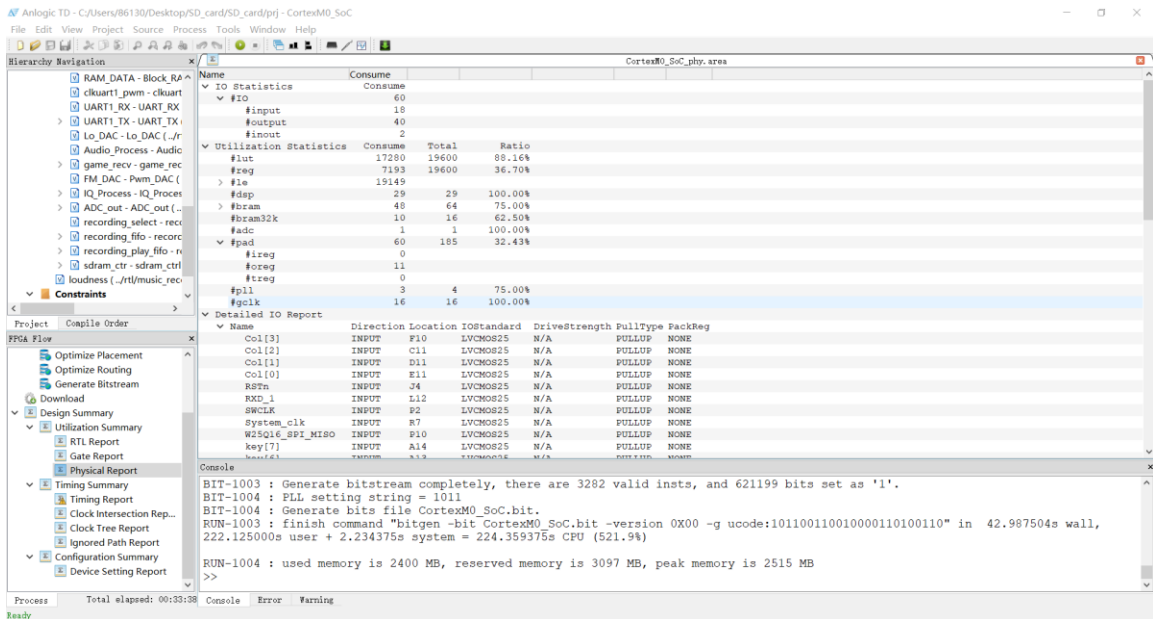 Anlogic TD - C:/Users/86130/Desktop/SD_card/SD_card/prj - CortexM0_SoC
File Edit View Project Source Process Tools Window Help
Hierarchy Navigation
RAM_DATA - Block_RA
clkuart1_pwm - clkuart
UART1_RX - UART_RX
UART1_TX - UART_TX
Lo_DAC - Lo_DAC (../r
Audio_Process - Audio
game_recv - game_rec
FM_DAC - Pwm_DAC (
IQ_Process - IQ_Proces
ADC_out - ADC_out (..
recording_select - reco
recording_fifo - record
recording_play_fifo - r
sdram_ctr - sdram_ctrl
loudness (../rtl/music_rec
Constraints
Project Compile Order
FPGA Flow
Optimize Placement
Optimize Routing
Generate Bitstream
Download
Design Summary
Utilization Summary
RTL Report
Gate Report
Physical Report
Timing Summary
Timing Report
Clock Intersection Rep...
Clock Tree Report
Ignored Path Report
Configuration Summary
Device Setting Report
Process Total elapsed: 00:33:38
Ready
CortexM0_SoC_phy.area
Name Consume
IO Statistics Consume
#IO 60
#input 18
#output 40
#inout 2
Utilization Statistics Consume Total Ratio
#lut 17280 19600 88.16%
#reg 7193 19600 36.70%
#le 19149
#dsp 29 29 100.00%
#bram 48 64 75.00%
#bram32k 10 16 62.50%
#adc 1 1 100.00%
#pad 60 185 32.43%
#ireg 0
#oreg 11
#treg 0
#pll 3 4 75.00%
#gclk 16 16 100.00%
Detailed IO Report
Name Direction Location IOStandard DriveStrength PullType PackReg
Col[3] INPUT F10 LVCMOS25 N/A PULLUP NONE
Col[2] INPUT C11 LVCMOS25 N/A PULLUP NONE
Col[1] INPUT D11 LVCMOS25 N/A PULLUP NONE
Col[0] INPUT E11 LVCMOS25 N/A PULLUP NONE
RSTn INPUT J4 LVCMOS25 N/A PULLUP NONE
RXD_1 INPUT L12 LVCMOS25 N/A PULLUP NONE
SWCLK INPUT P2 LVCMOS25 N/A PULLUP NONE
System_clk INPUT R7 LVCMOS25 N/A PULLUP NONE
W25Q16_SPI_MISO INPUT P10 LVCMOS25 N/A PULLUP NONE
key[7] INPUT A14 LVCMOS25 N/A PULLUP NONE
Console
BIT-1003 : Generate bitstream completely, there are 3282 valid insts, and 621199 bits set as '1'.
BIT-1004 : PLL setting string = 1011
BIT-1004 : Generate bits file CortexM0_SoC.bit.
RUN-1003 : finish command "bitgen -bit CortexM0_SoC.bit -version 0X00 -g ucode:101100110010000110100110" in 42.987504s wall,
222.125000s user + 2.234375s system = 224.359375s CPU (521.9%)
RUN-1004 : used memory is 2400 MB, reserved memory is 3097 MB, peak memory is 2515 MB
>>
Console Error Warning